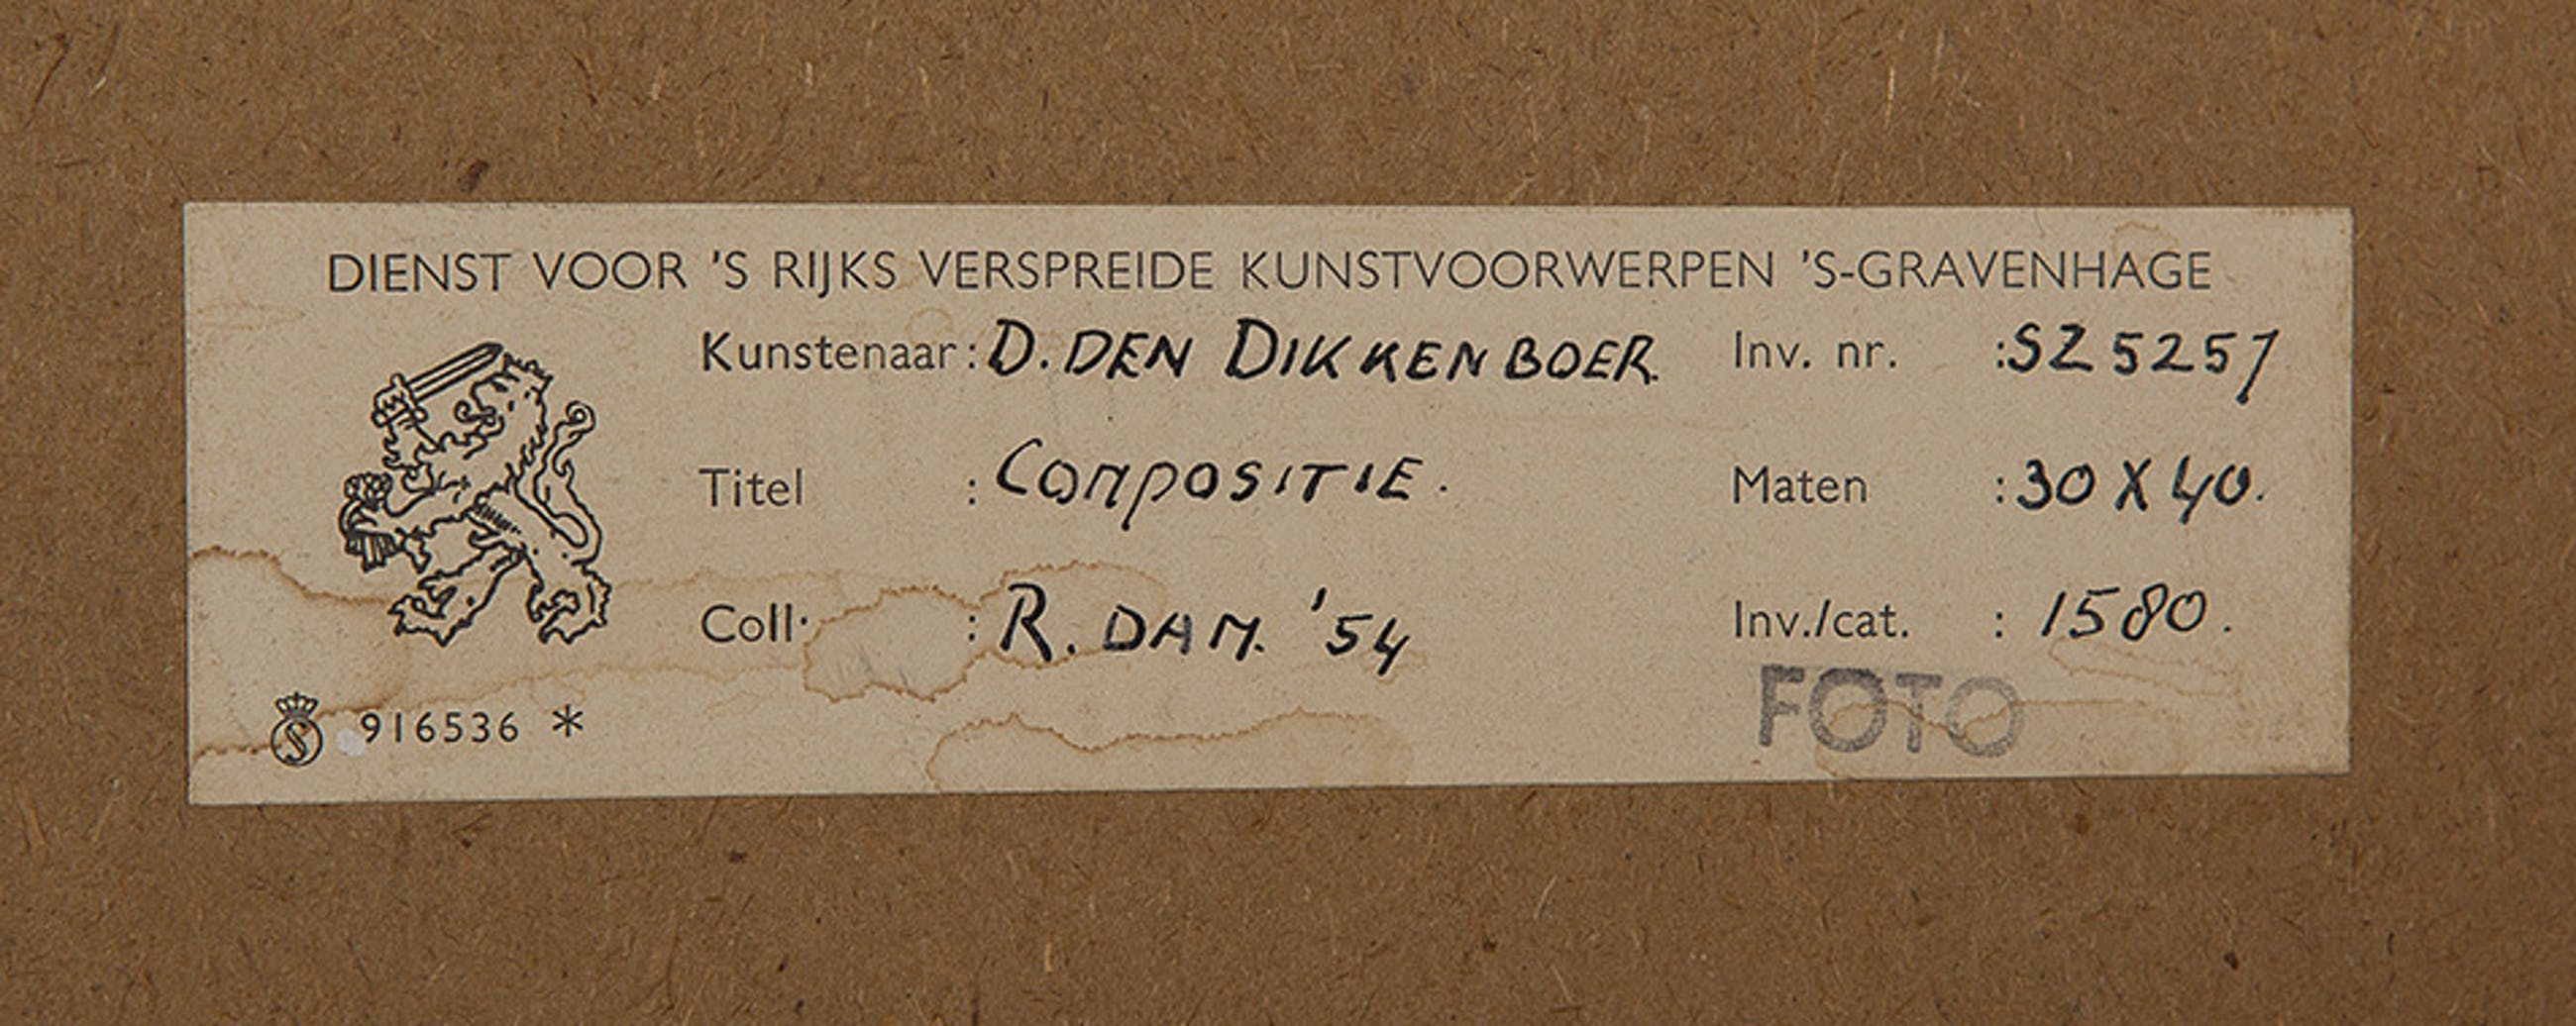 DIENST VOOR 'S RIJKS VERSPREIDE KUNSTVOORWERPEN 'S-GRAVENHAGE
Kunstenaar: D. DEN DIKKENBOER Inv. nr. :SZ 5257
Titel : COMPOSITIE. Maten :30 X 40.
Coll. : R. DAM. '54 Inv./cat. : 1580.
S 916536 * FOTO